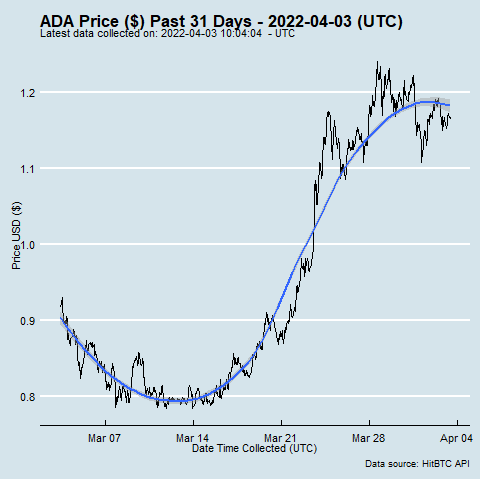 ADA Price ($) Past 31 Days - 2022-04-03 (UTC)
Latest data collected on: 2022-04-03 10:04:04 - UTC
1.2
1.1
1.0
0.9
0.8
Price USD ($)
Mar 07 Mar 14 Mar 21 Mar 28 Apr 04
Date Time Collected (UTC)
Data source: HitBTC API